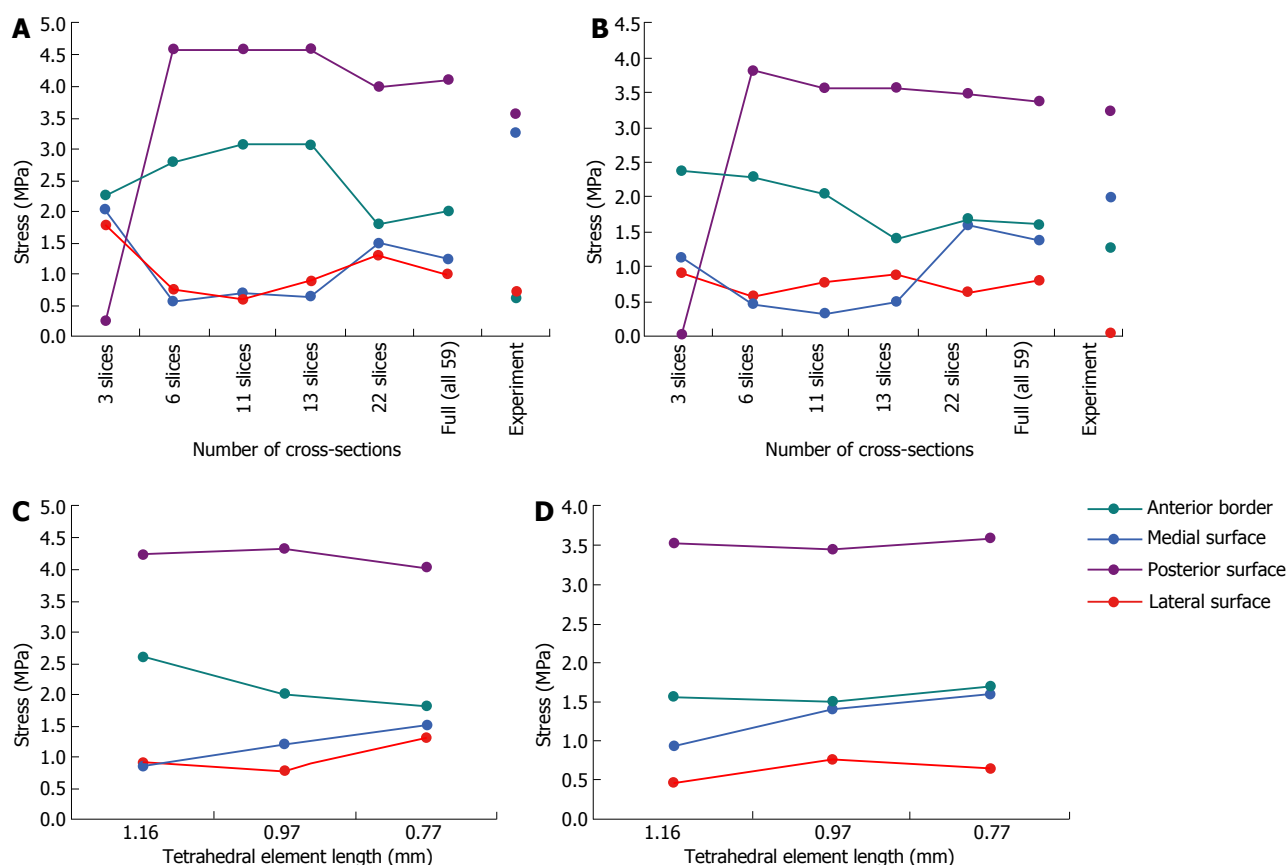 A
5.0
4.5
4.0
3.5
3.0
2.5
2.0
1.5
1.0
0.5
0.0
Stress (MPa)
3 slices
6 slices
11 slices
13 slices
22 slices
Full (all 59)
Experiment
Number of cross-sections
B
4.5
4.0
3.5
3.0
2.5
2.0
1.5
1.0
0.5
0.0
Stress (MPa)
3 slices
6 slices
11 slices
13 slices
22 slices
Full (all 59)
Experiment
Number of cross-sections
C
5.0
4.5
4.0
3.5
3.0
2.5
2.0
1.5
1.0
0.5
0.0
Stress (MPa)
1.16
0.97
0.77
Tetrahedral element length (mm)
D
4.0
3.5
3.0
2.5
2.0
1.5
1.0
0.5
0.0
Stress (MPa)
1.16
0.97
0.77
Tetrahedral element length (mm)
Anterior border
Medial surface
Posterior surface
Lateral surface